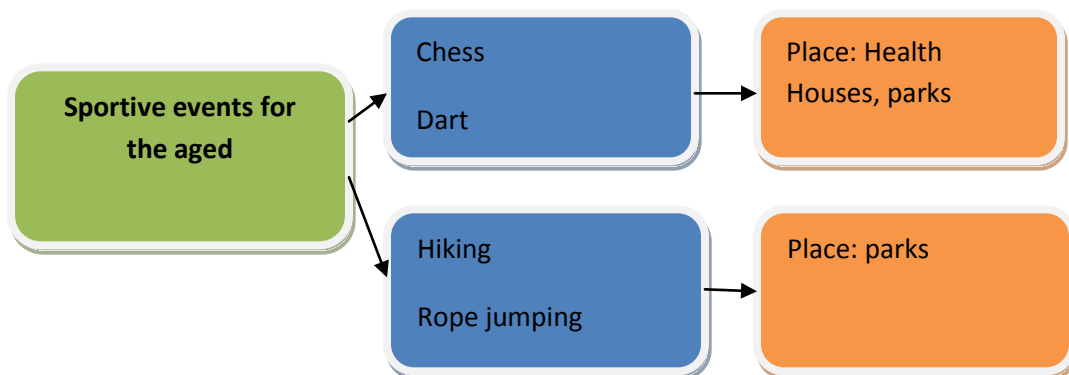 Sportive events for
the aged
Chess
Dart
Place: Health
Houses, parks
Hiking
Rope jumping
Place: parks